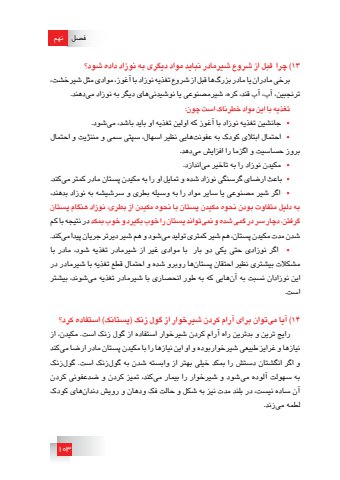 فصل نهم
۱۳) چرا قبل از شروع شیرمادر نباید مواد دیگری به نوزاد داده شود؟
برخی مادران یا مادر بزرگ‌ها قبل از شروع تغذیه نوزاد با آغوز، موادی مثل شیرخشت،
ترنجبین، آب، آب قند، کره، شیرمصنوعی یا نوشیدنی‌های دیگر به نوزاد می‌دهند.
تغذیه با این مواد خطرناک است چون:
• جانشین تغذیه نوزاد با آغوز که اولین تغذیه او باید باشد، می‌شود.
• احتمال ابتلای کودک به عفونت‌هایی نظیر اسهال، سپتی سمی و مننژیت و احتمال
بروز حساسیت و اگزما را افزایش می‌دهد.
• مکیدن نوزاد را به تاخیر می‌اندازد.
• باعث ارضای گرسنگی نوزاد شده و تمایل او را به مکیدن پستان مادر کمتر می‌کند.
• اگر شیر مصنوعی یا سایر مواد را به وسیله بطری و سرشیشه به نوزاد بدهند،
به دلیل متفاوت بودن نحوه مکیدن پستان با نحوه مکیدن از بطری، نوزاد هنگام پستان
گرفتن، دچار سر در گمی شده و نمی‌تواند پستان را خوب بگیرد و خوب بمکد در نتیجه با کم
شدن مدت مکیدن پستان، هم شیر کمتری تولید می‌شود و هم شیر دیرتر جریان پیدا می‌کند.
• اگر نوزادی حتی یکی دو بار با موادی غیر از شیرمادر تغذیه شود، مادر با
مشکلات بیشتری نظیر احتقان پستان‌ها روبرو شده و احتمال قطع تغذیه با شیرمادر در
این نوزادان نسبت به آن‌هایی که به طور انحصاری با شیرمادر تغذیه می‌شوند، بیشتر
است.
۱۴) آیا می‌توان برای آرام کردن شیرخوار از گول زنک (پستانک) استفاده کرد؟
رایج ترین و بدترین راه آرام کردن شیرخوار استفاده از گول زنک است. مکیدن، از
نیازها و غرایز طبیعی شیرخواربوده و او این نیازها را با مکیدن پستان مادر ارضا می‌کند
و اگر انگشتان دستش را بمکد خیلی بهتر از وابسته شدن به گول‌زنک است. گول‌زنک
به سهولت آلوده می‌شود و شیرخوار را بیمار می‌کند، تمیز کردن و ضدعفونی کردن
آن ساده نیست، در بلند مدت نیز به شکل و حالت فک ودهان و رویش دندان‌های کودک
لطمه می‌زند.
۱۰۳